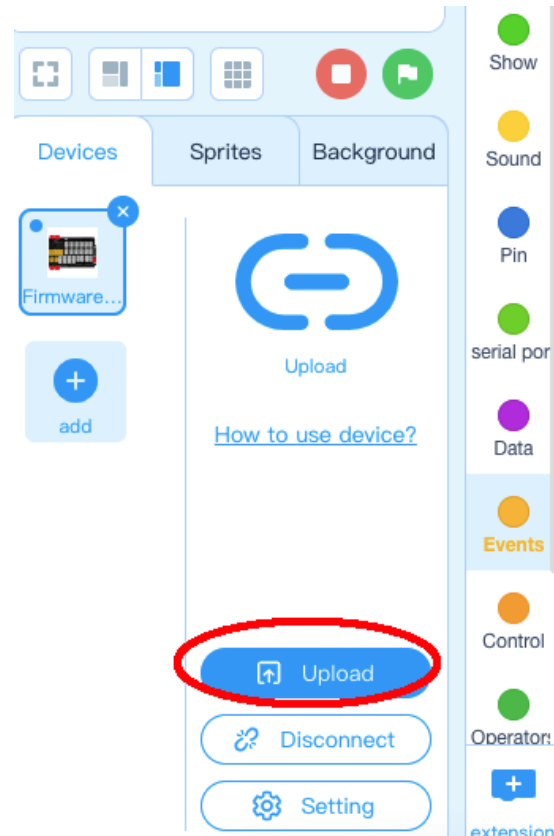 Devices
Sprites
Background
Firmware...
add
Upload
How to use device?
Upload
Disconnect
Setting
Show
Sound
Pin
serial por
Data
Events
Control
Operators
extension